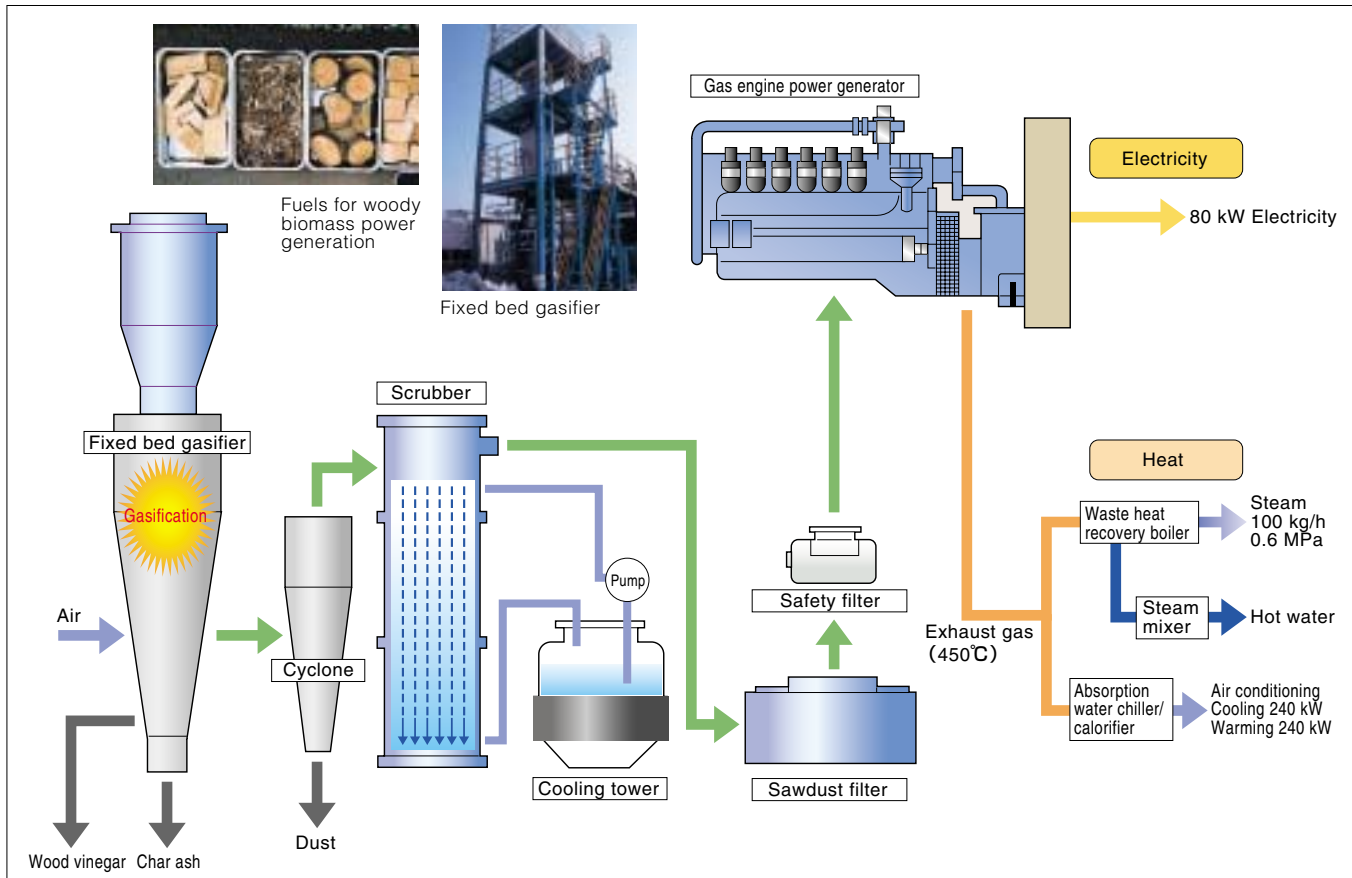 Fuels for woody
biomass power
generation
Fixed bed gasifier
Gas engine power generator
Electricity
80 kW Electricity
Scrubber
Fixed bed gasifier
Gasification
Air
Cyclone
Pump
Cooling tower
Safety filter
Sawdust filter
Dust
Wood vinegar
Char ash
Exhaust gas
(450℃)
Heat
Waste heat
recovery boiler
Steam
100 kg/h
0.6 MPa
Steam
mixer
Hot water
Absorption
water chiller/
calorifier
Air conditioning
Cooling 240 kW
Warming 240 kW